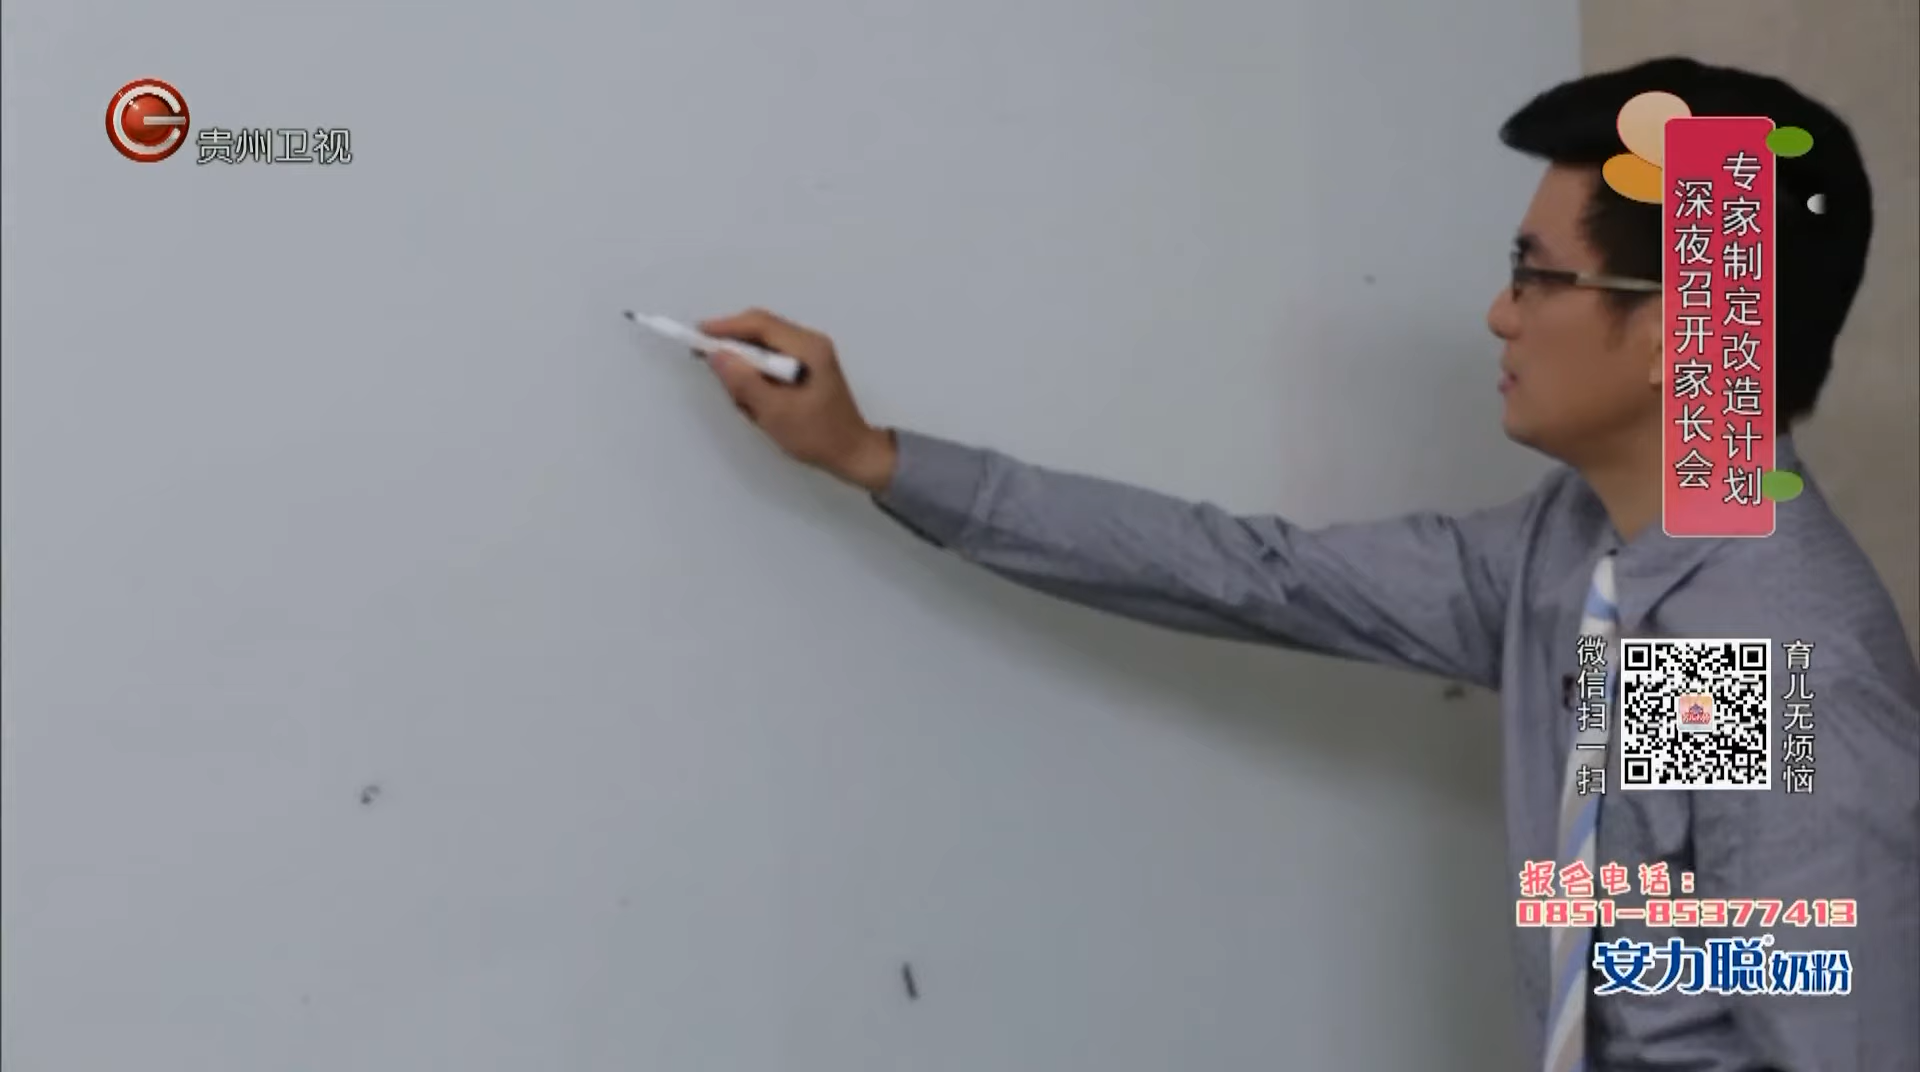 贵州卫视
专家制定改造计划
深夜召开家长会
微信扫一扫
育儿无烦恼
报名电话：
0851-85377413
安力聪奶粉